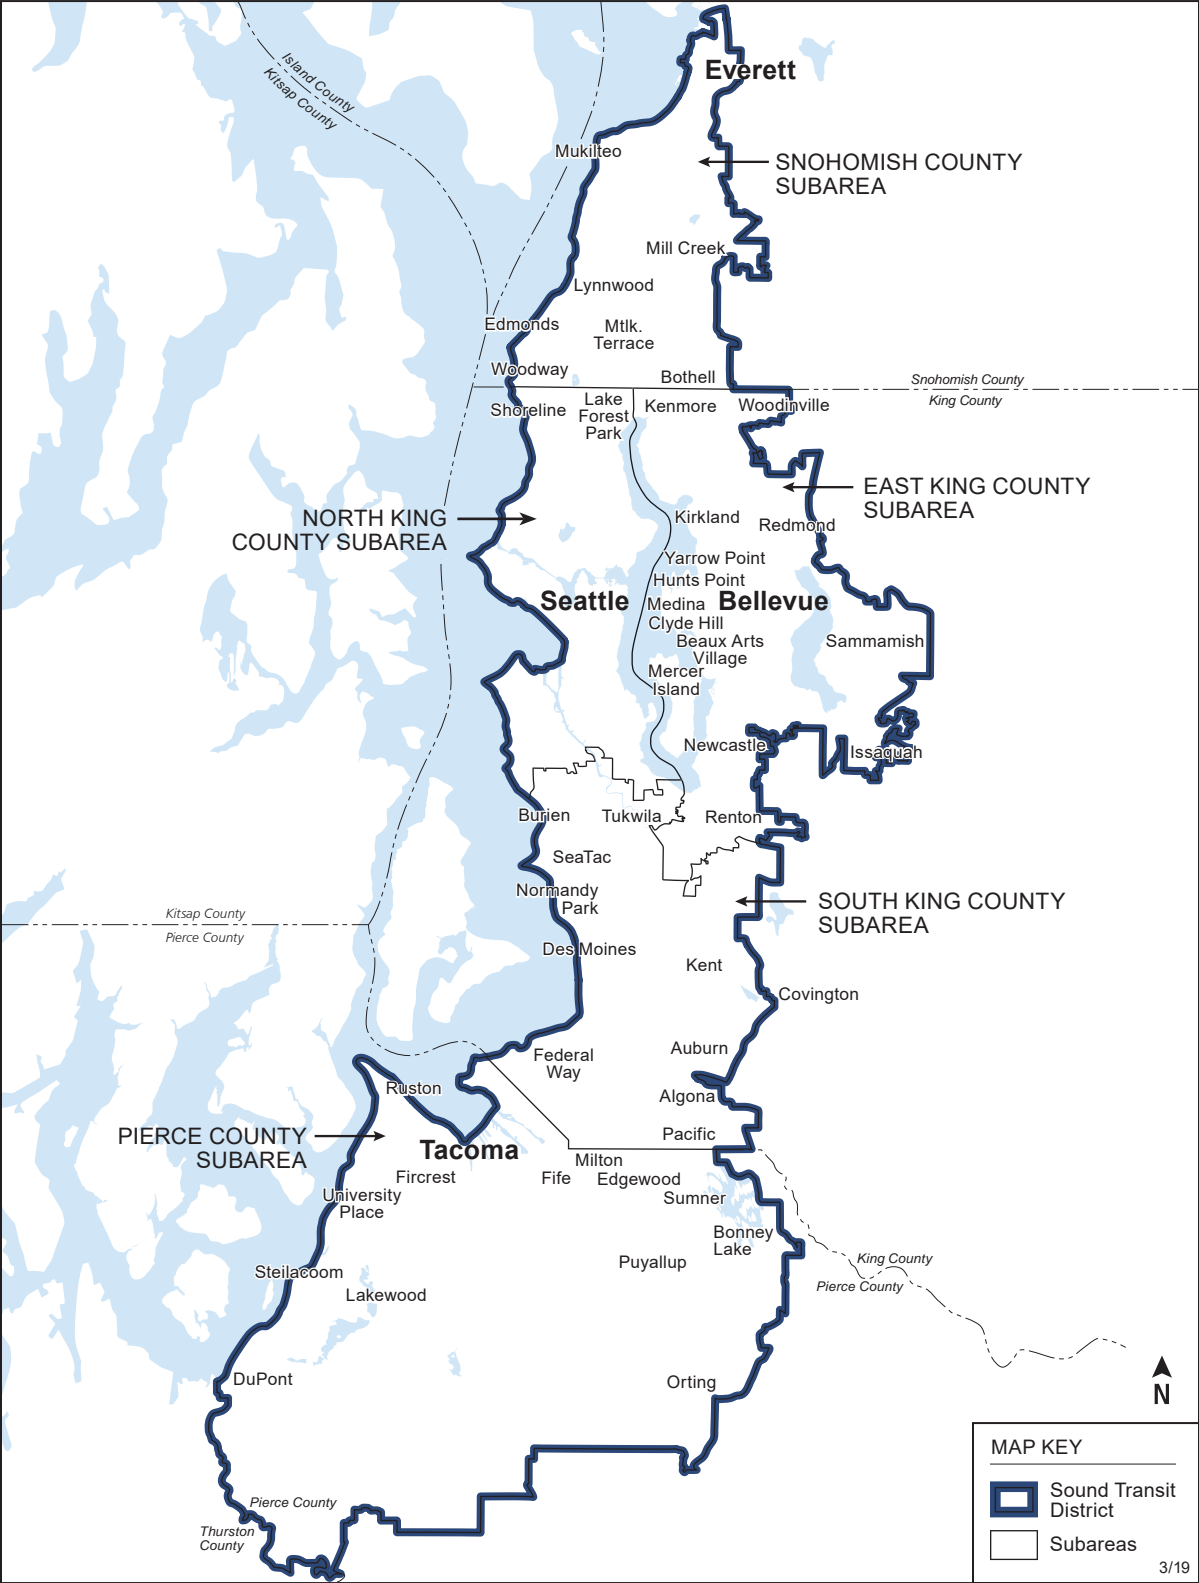 Island County
Kitsap County
Everett
Mukilteo
SNOHOMISH COUNTY
SUBAREA
Mill Creek
Lynnwood
Edmonds
Mtlk.
Terrace
Woodway
Bothell
Snohomish County
King County
Shoreline
Lake
Forest
Park
Kenmore
Woodinville
EAST KING COUNTY
SUBAREA
NORTH KING
COUNTY SUBAREA
Kirkland
Redmond
Yarrow Point
Hunts Point
Seattle
Medina
Bellevue
Clyde Hill
Beaux Arts
Village
Sammamish
Mercer
Island
Newcastle
Issaquah
Burien
Tukwila
Renton
SeaTac
Normandy
Park
SOUTH KING COUNTY
SUBAREA
Kitsap County
Pierce County
Des Moines
Kent
Covington
Federal
Way
Auburn
Ruston
Algona
PIERCE COUNTY
SUBAREA
Tacoma
Pacific
Milton
Fircrest
Fife
Edgewood
University
Place
Sumner
Bonney
Lake
Puyallup
King County
Pierce County
Steilacoom
Lakewood
DuPont
Orting
N
Pierce County
Thurston
County
MAP KEY
Sound Transit
District
Subareas
3/19